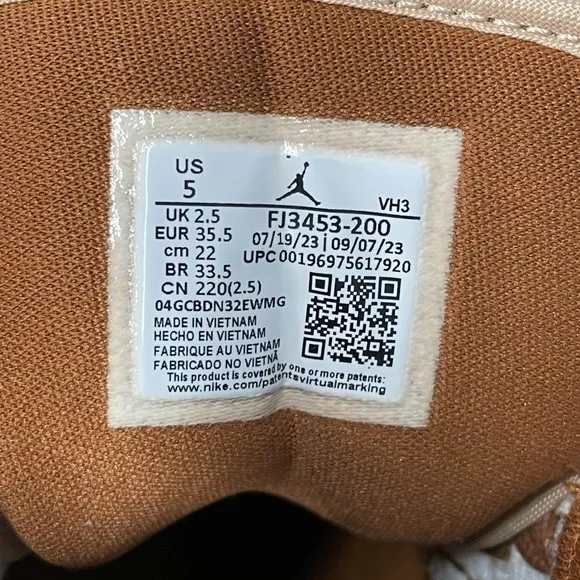 US
5
VH3
UK 2.5
EUR 35.5
cm 22
BR 33.5
CN 220(2.5)
FJ3453-200
07/19/23 | 09/07/23
UPC 00196975617920
04GCBDN32EWMG
MADE IN VIETNAM
HECHO EN VIETNAM
FABRIQUE AU VIETNAM
FABRICADO NO VIETNÃ
This product is covered by one or more patents:
www.nike.com/patentsvirtualmarking